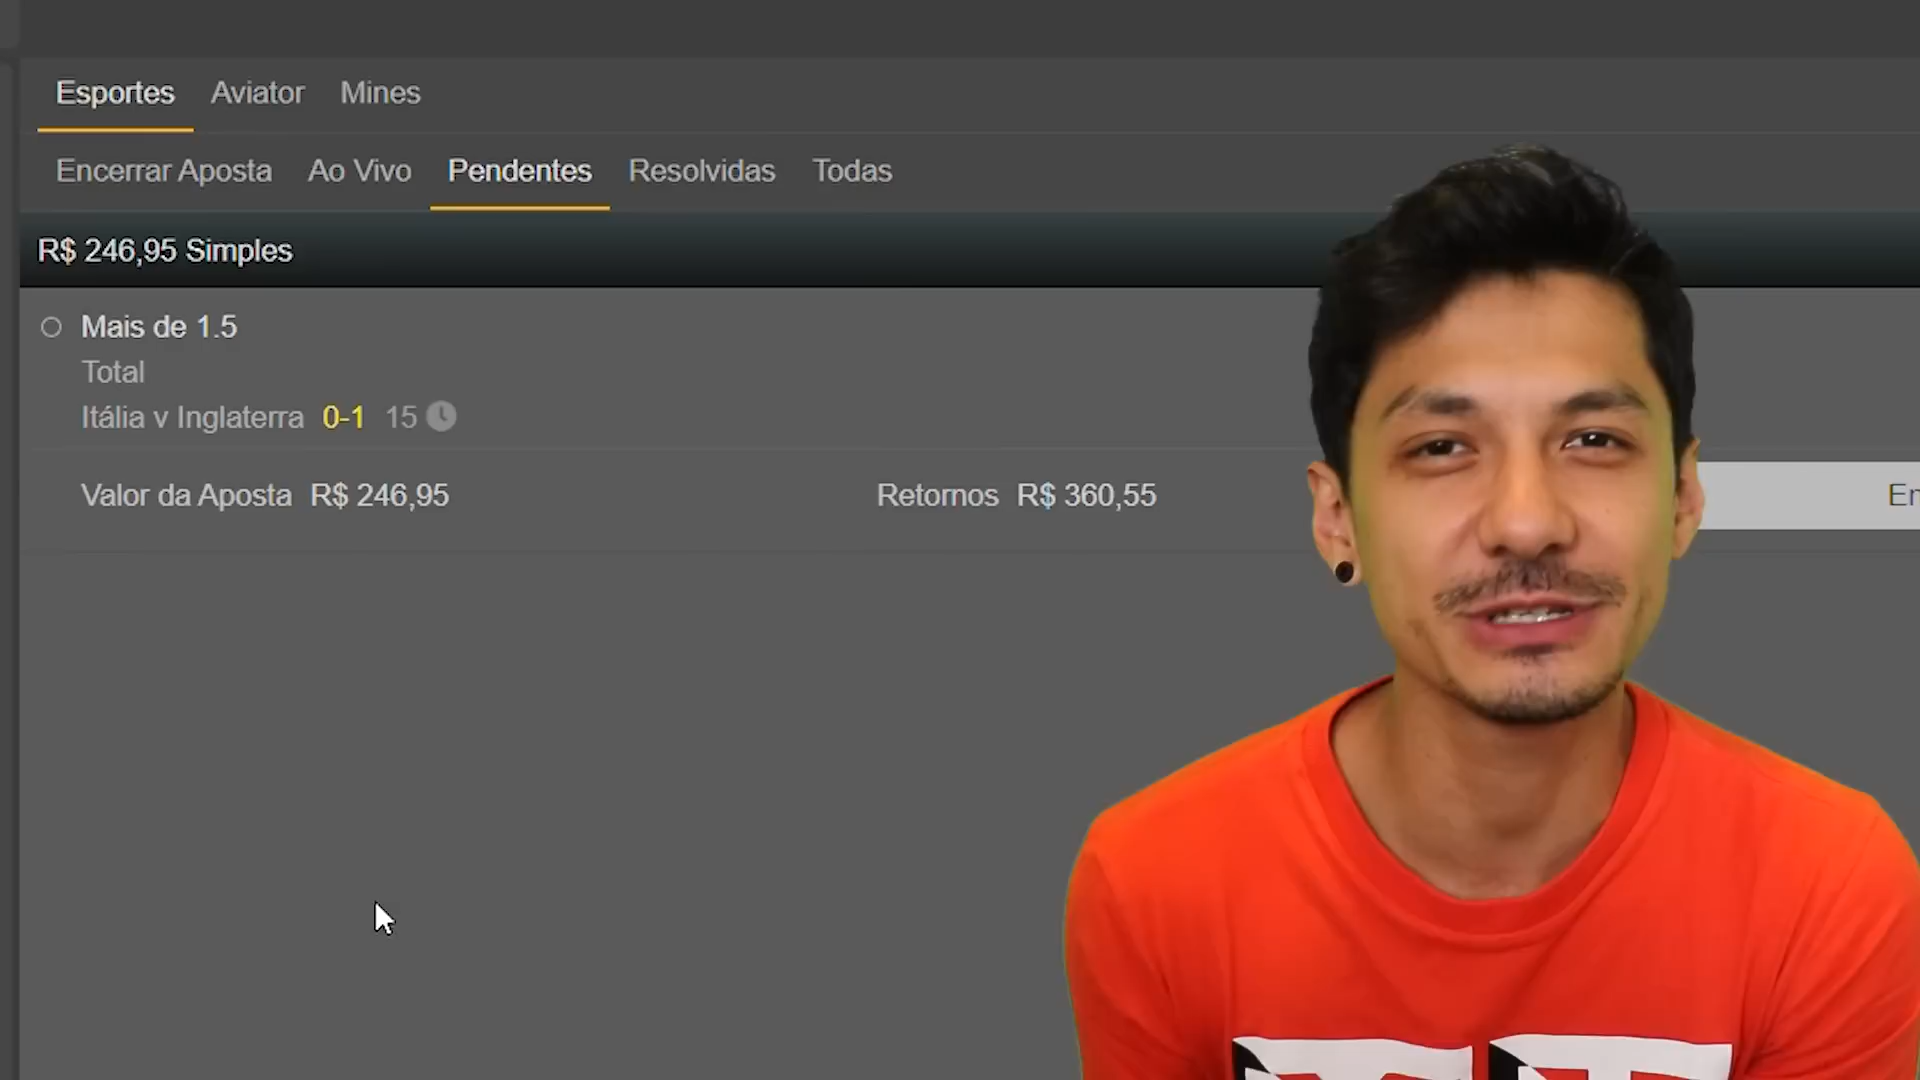 Esportes Aviator Mines
Encerrar Aposta Ao Vivo Pendentes Resolvidas Todas
R$ 246,95 Simples
Mais de 1.5
Total
Itália v Inglaterra 0-1 15
Valor da Aposta R$ 246,95 Retornos R$ 360,55